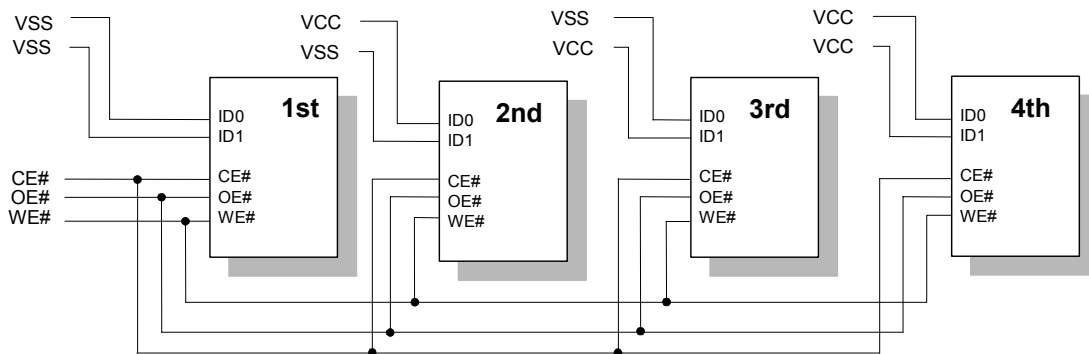 VSS
VSS
VCC
VSS
VSS
VCC
VCC
VCC
CE#
OE#
WE#
1st
ID0
ID1
CE#
OE#
WE#
2nd
ID0
ID1
CE#
OE#
WE#
3rd
ID0
ID1
CE#
OE#
WE#
4th
ID0
ID1
CE#
OE#
WE#